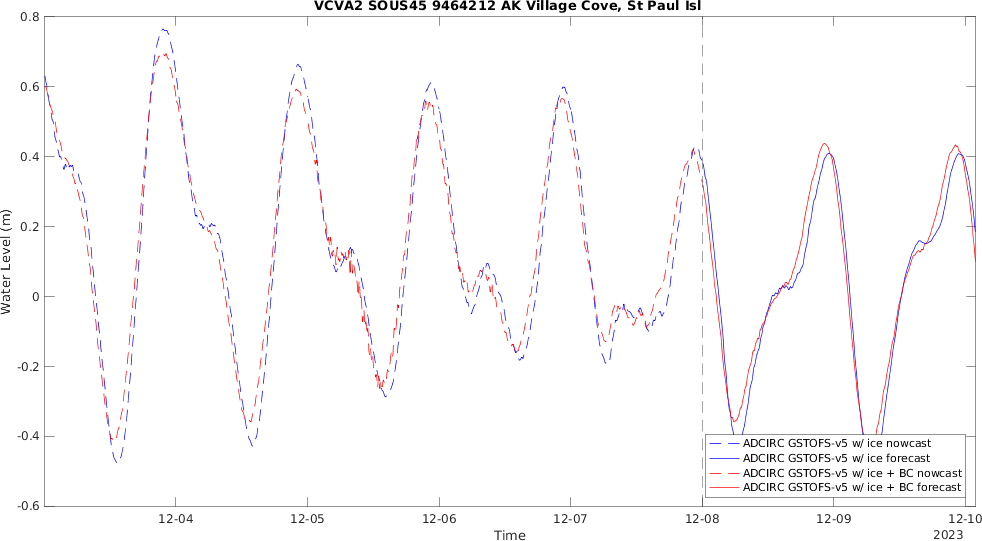 VCVA2 SOUS45 9464212 AK Village Cove, St Paul Isl
0.8
0.6
0.4
0.2
0
-0.2
-0.4
-0.6
Water Level (m)
12-04
12-05
12-06
12-07
12-08
12-09
12-10
Time
2023
ADCIRC GSTOFS-v5 w/ ice nowcast
ADCIRC GSTOFS-v5 w/ ice forecast
ADCIRC GSTOFS-v5 w/ ice + BC nowcast
ADCIRC GSTOFS-v5 w/ ice + BC forecast